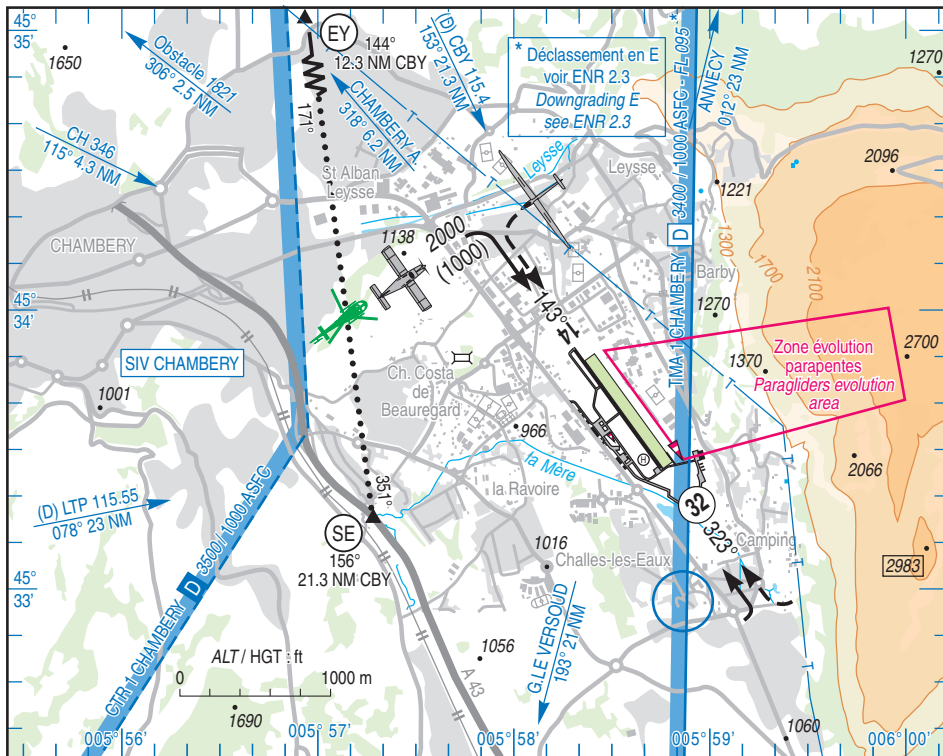 45°
35'
1650
Obstacle 1821
306° 2.5 NM
EY
144°
12.3 NM CBY
(D) CBY 115.4
153° 21.3 NM
* Déclassement en E
voir ENR 2.3
Downgrading E
see ENR 2.3
TMA 1 CHAMBERY D 3400 / 1000 ASFC - FL 095 *
ANNECY
012° 23 NM
1270
CH 346
115° 4.3 NM
171°
CHAMBERY A.
318° 6.2 NM
St Alban
Leysse
Leysse
Leysse
2096
1221
CHAMBERY
1138
2000
(1000)
1300
1700
2100
Barby
45°
34'
143°
14
1270
SIV CHAMBERY
Ch. Costa
de
Beauregard
1370
Zone évolution
parapentes
Paragliders evolution
area
2700
1001
966
H
la Mère
2066
(D) LTP 115.55
078° 23 NM
351°
la Ravoire
32
323°
Camping
SE
156°
21.3 NM CBY
1016
Challes-les-Eaux
2983
45°
33'
CTR 1 CHAMBERY D 3500 / 1000 ASFC
G.LE VERSOUD
193° 21 NM
ALT / HGT : ft
0
1000 m
1056
A 43
1690
1060
005° 56'
005° 57'
005° 58'
005° 59'
006° 00'
T
T
T
T
T
T
T